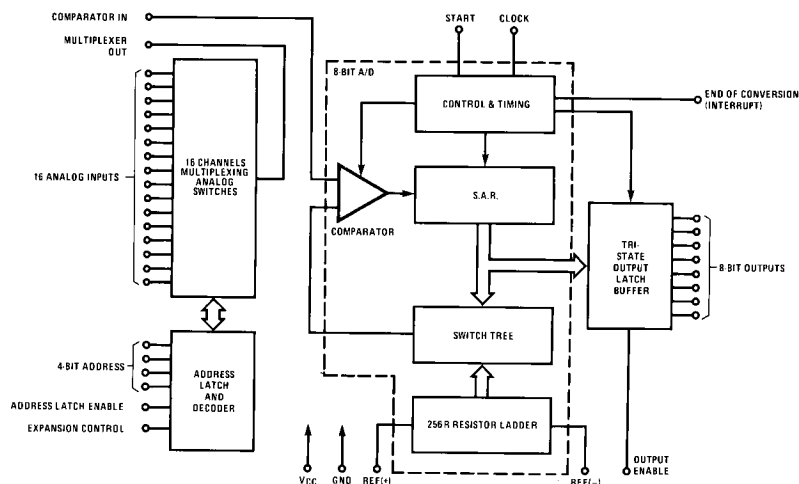 COMPARATOR IN
MULTIPLEXER
OUT
START
CLOCK
8-BIT A/D
CONTROL & TIMING
END OF CONVERSION
(INTERRUPT)
16 ANALOG INPUTS
16 CHANNELS
MULTIPLEXING
ANALOG
SWITCHES
S.A.R.
COMPARATOR
TRI-
STATE
OUTPUT
LATCH
BUFFER
8-BIT OUTPUTS
SWITCH TREE
4-BIT ADDRESS
ADDRESS
LATCH
AND
DECODER
ADDRESS LATCH ENABLE
EXPANSION CONTROL
256R RESISTOR LADDER
VCC
GND
REF(+)
REF(−)
OUTPUT
ENABLE